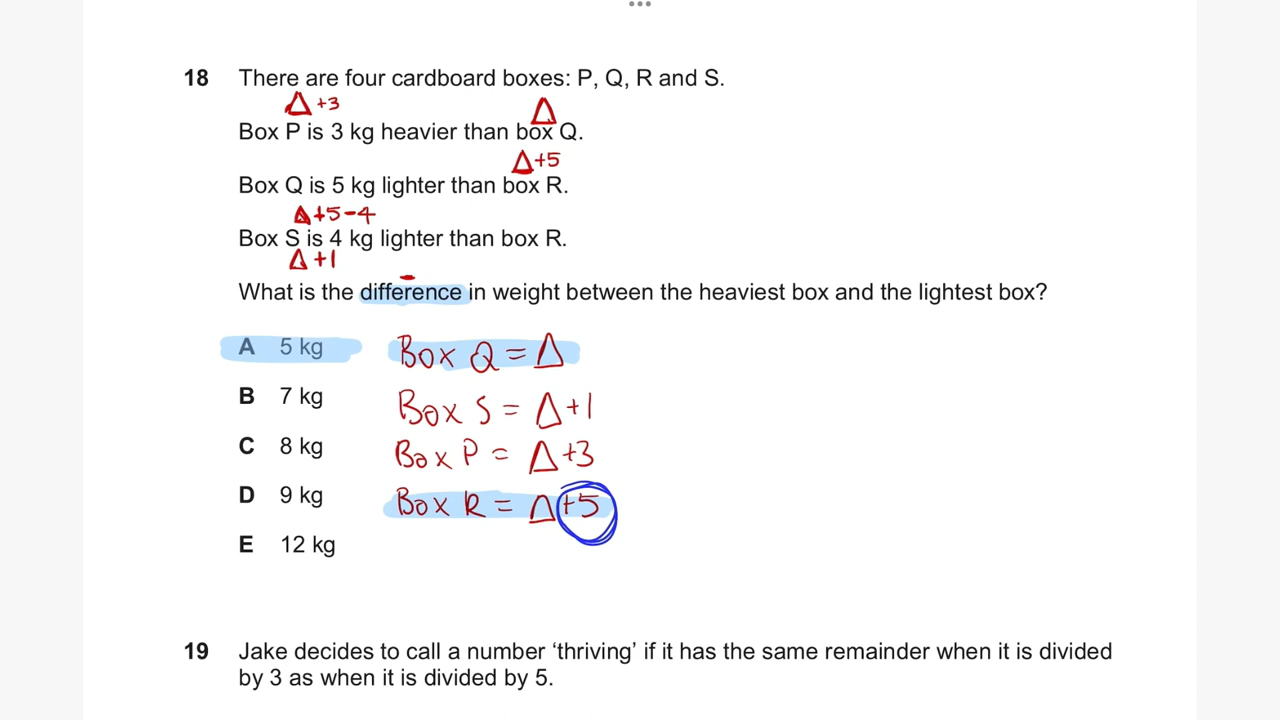 18 There are four cardboard boxes: P, Q, R and S.
Δ +3 Δ
Box P is 3 kg heavier than box Q.
Δ+5
Box Q is 5 kg lighter than box R.
Δ+5-4
Box S is 4 kg lighter than box R.
Δ +1
-
What is the difference in weight between the heaviest box and the lightest box?
A 5 kg Box Q = Δ
B 7 kg Box S = Δ+1
C 8 kg Box P = Δ+3
D 9 kg Box R = Δ+5
E 12 kg
19 Jake decides to call a number ‘thriving’ if it has the same remainder when it is divided
by 3 as when it is divided by 5.